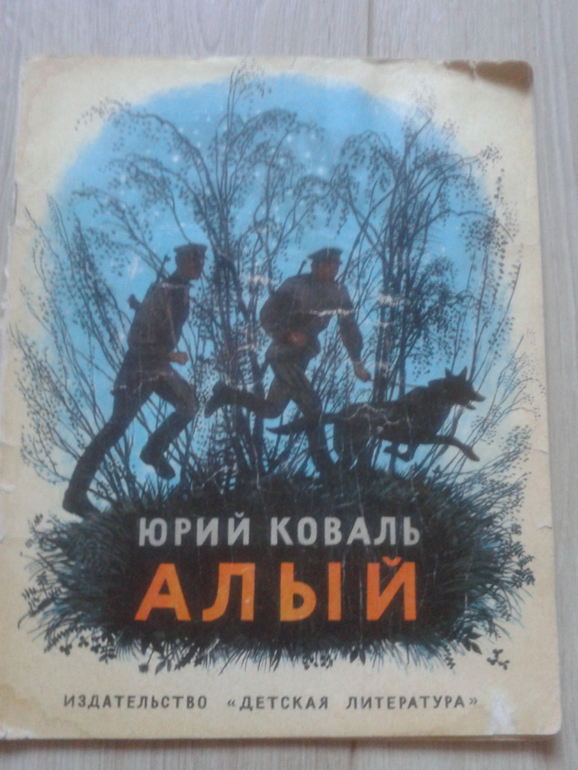 ЮРИЙ КОВАЛЬ
АЛЫЙ
ИЗДАТЕЛЬСТВО «ДЕТСКАЯ ЛИТЕРАТУРА»